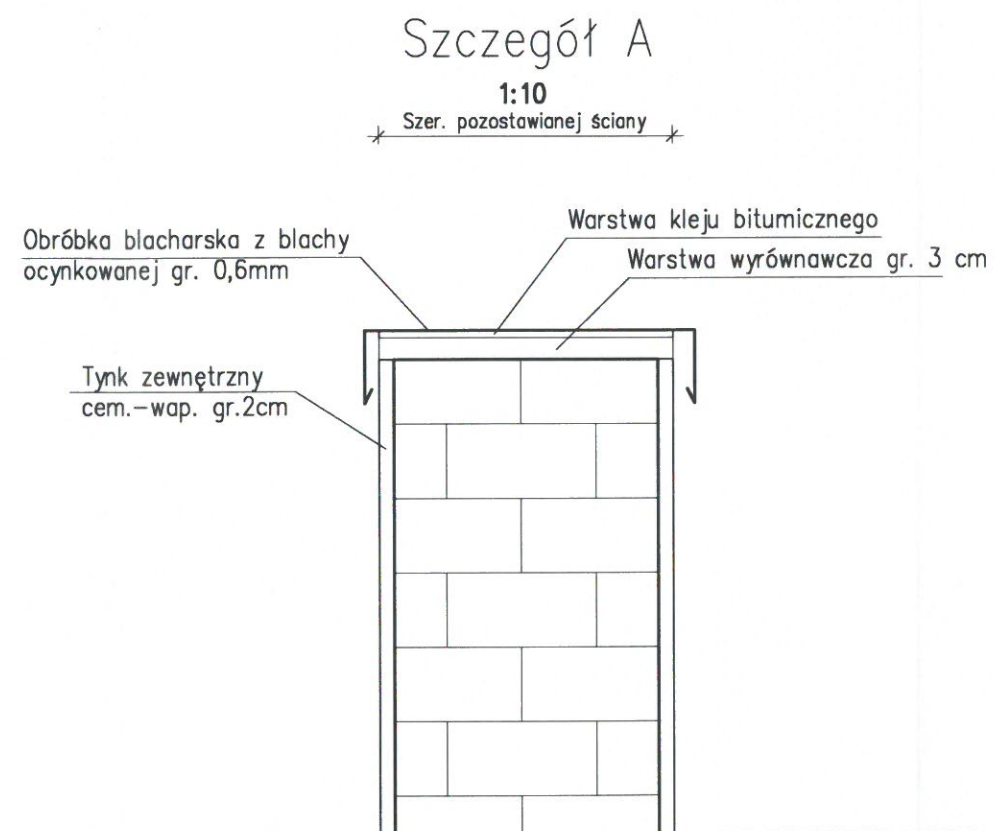 Szczegół A
1:10
Szer. pozostawianej ściany
Obróbka blacharska z blachy
ocynkowanej gr. 0,6mm
Warstwa kleju bitumicznego
Warstwa wyrównawcza gr. 3 cm
Tynk zewnętrzny
cem.-wap. gr.2cm